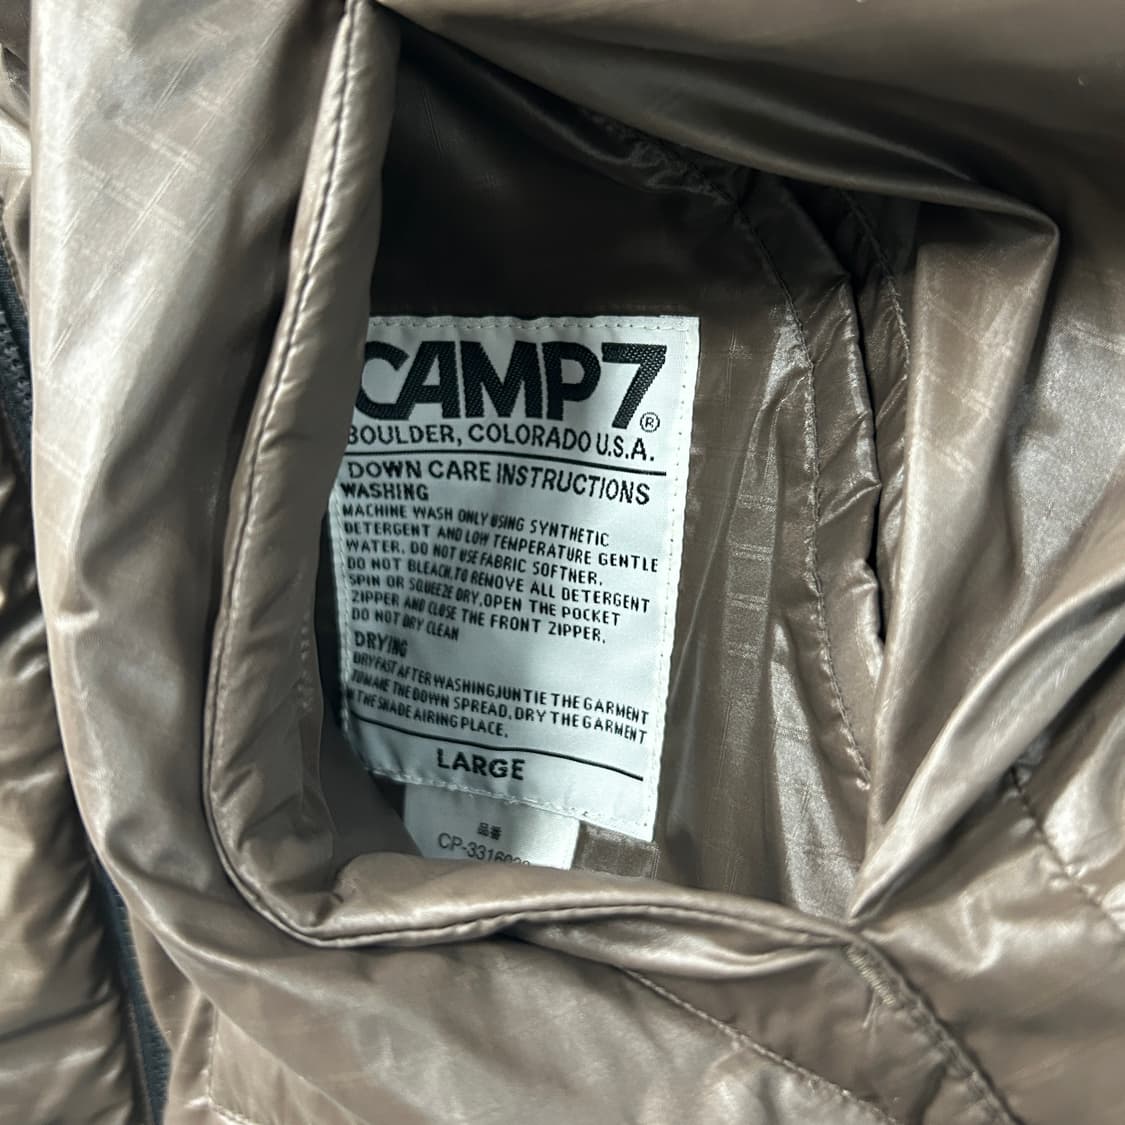 CAMP7®
BOULDER, COLORADO U.S.A.
DOWN CARE INSTRUCTIONS
WASHING
MACHINE WASH ONLY USING SYNTHETIC
DETERGENT AND LOW TEMPERATURE GENTLE
WATER. DO NOT USE FABRIC SOFTNER.
DO NOT BLEACH.TO REMOVE ALL DETERGENT
SPIN OR SQUEEZE DRY,OPEN THE POCKET
ZIPPER AND CLOSE THE FRONT ZIPPER.
DO NOT DRY CLEAN
DRYING
DRY FAST AFTER WASHING,UNTIE THE GARMENT
TO MAKE THE DOWN SPREAD. DRY THE GARMENT
THE SHADE AIRING PLACE.
LARGE
品番